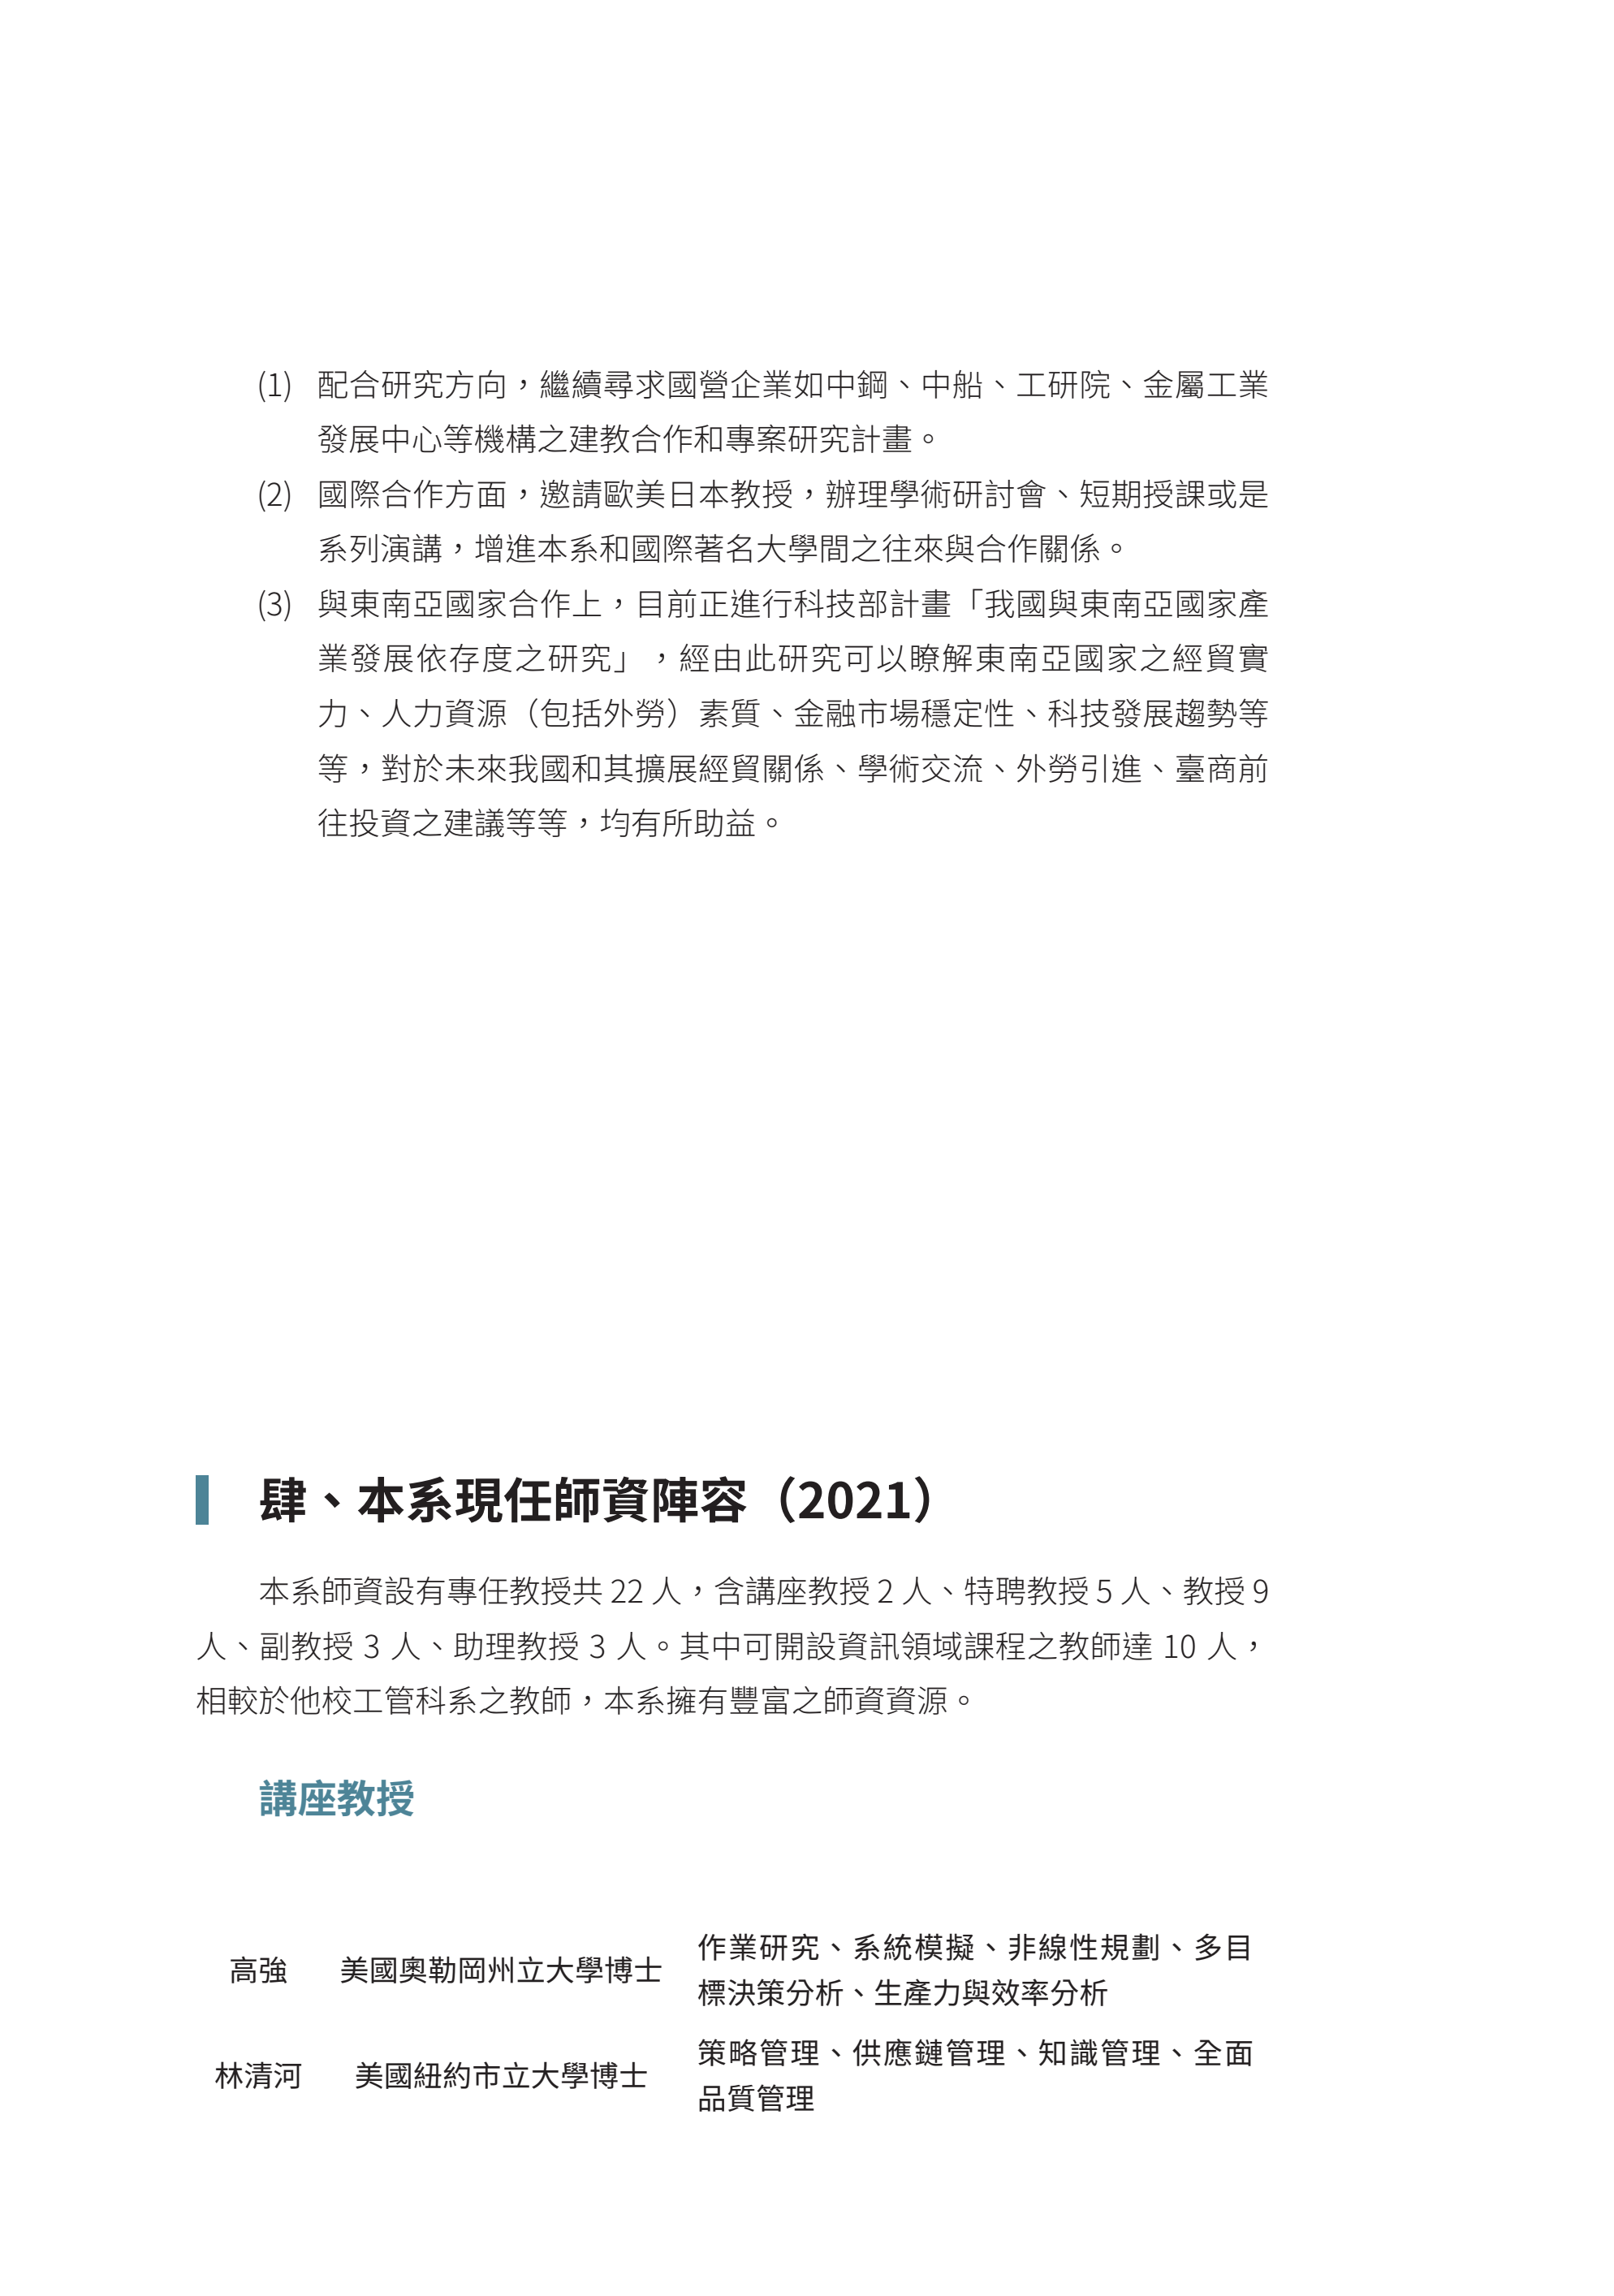 (1) 配合研究方向，繼續尋求國營企業如中鋼、中船、工研院、金屬工業
發展中心等機構之建教合作和專案研究計畫。
(2) 國際合作方面，邀請歐美日本教授，辦理學術研討會、短期授課或是
系列演講，增進本系和國際著名大學間之往來與合作關係。
(3) 與東南亞國家合作上，目前正進行科技部計畫「我國與東南亞國家產
業發展依存度之研究」，經由此研究可以瞭解東南亞國家之經貿實
力、人力資源（包括外勞）素質、金融市場穩定性、科技發展趨勢等
等，對於未來我國和其擴展經貿關係、學術交流、外勞引進、臺商前
往投資之建議等等，均有所助益。
肆、本系現任師資陣容（2021）
本系師資設有專任教授共 22 人，含講座教授 2 人、特聘教授 5 人、教授 9
人、副教授 3 人、助理教授 3 人。其中可開設資訊領域課程之教師達 10 人，
相較於他校工管科系之教師，本系擁有豐富之師資資源。
講座教授
高強 美國奧勒岡州立大學博士 作業研究、系統模擬、非線性規劃、多目
標決策分析、生產力與效率分析
林清河 美國紐約市立大學博士 策略管理、供應鏈管理、知識管理、全面
品質管理